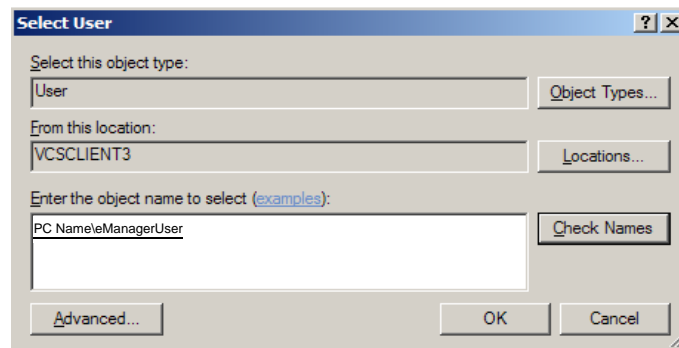 Select User
Select this object type:
User
Object Types...
From this location:
VCSCLIENT3
Locations...
Enter the object name to select (examples):
PC Name\eManagerUser
Check Names
Advanced...
OK
Cancel